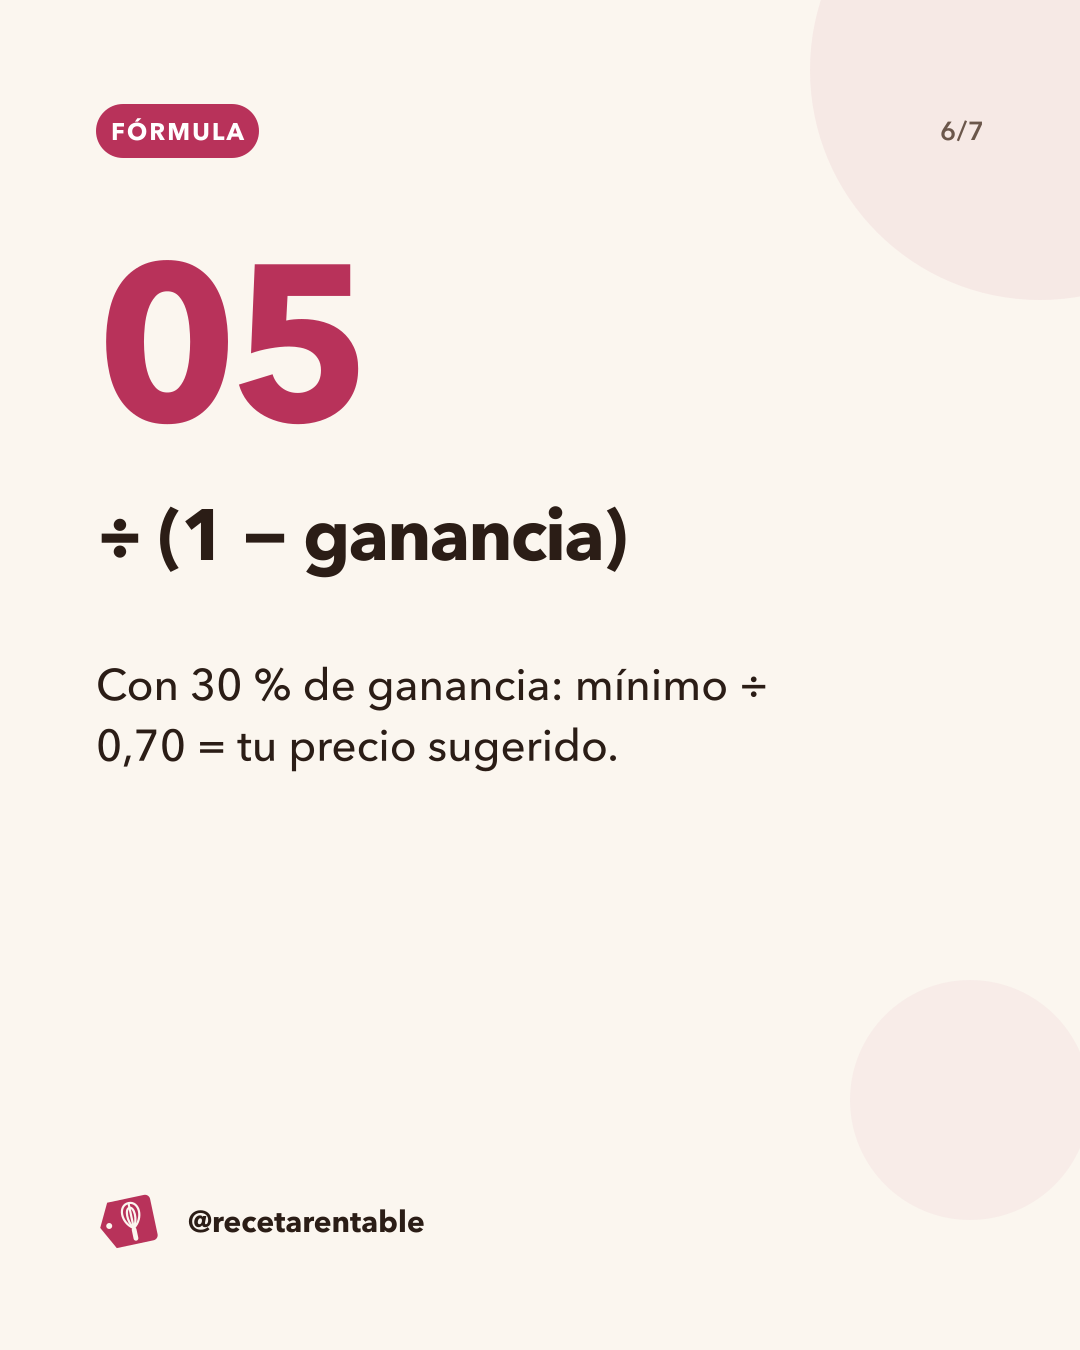 FÓRMULA
6/7
05
÷ (1 − ganancia)
Con 30 % de ganancia: mínimo ÷
0,70 = tu precio sugerido.
@recetarentable